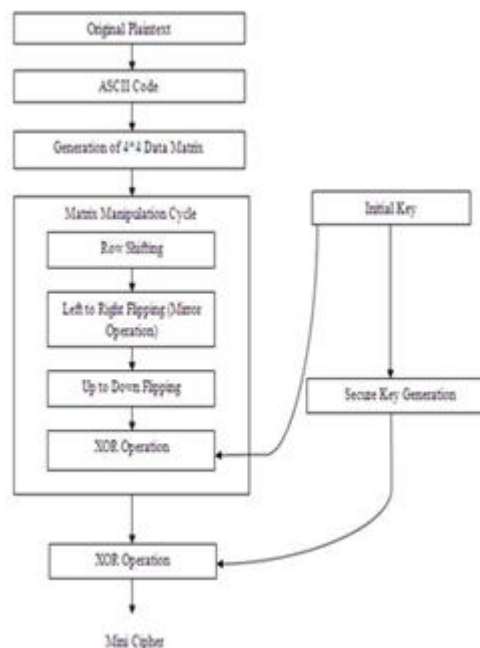 Original Plaintext
ASCII Code
Generation of 4*4 Data Matrix
Matrix Manipulation Cycle
Initial Key
Row Shifting
Left to Right Flipping (Mirror
Operation)
Up to Down Flipping
Secure Key Generation
XOR Operation
XOR Operation
Mini Cipher